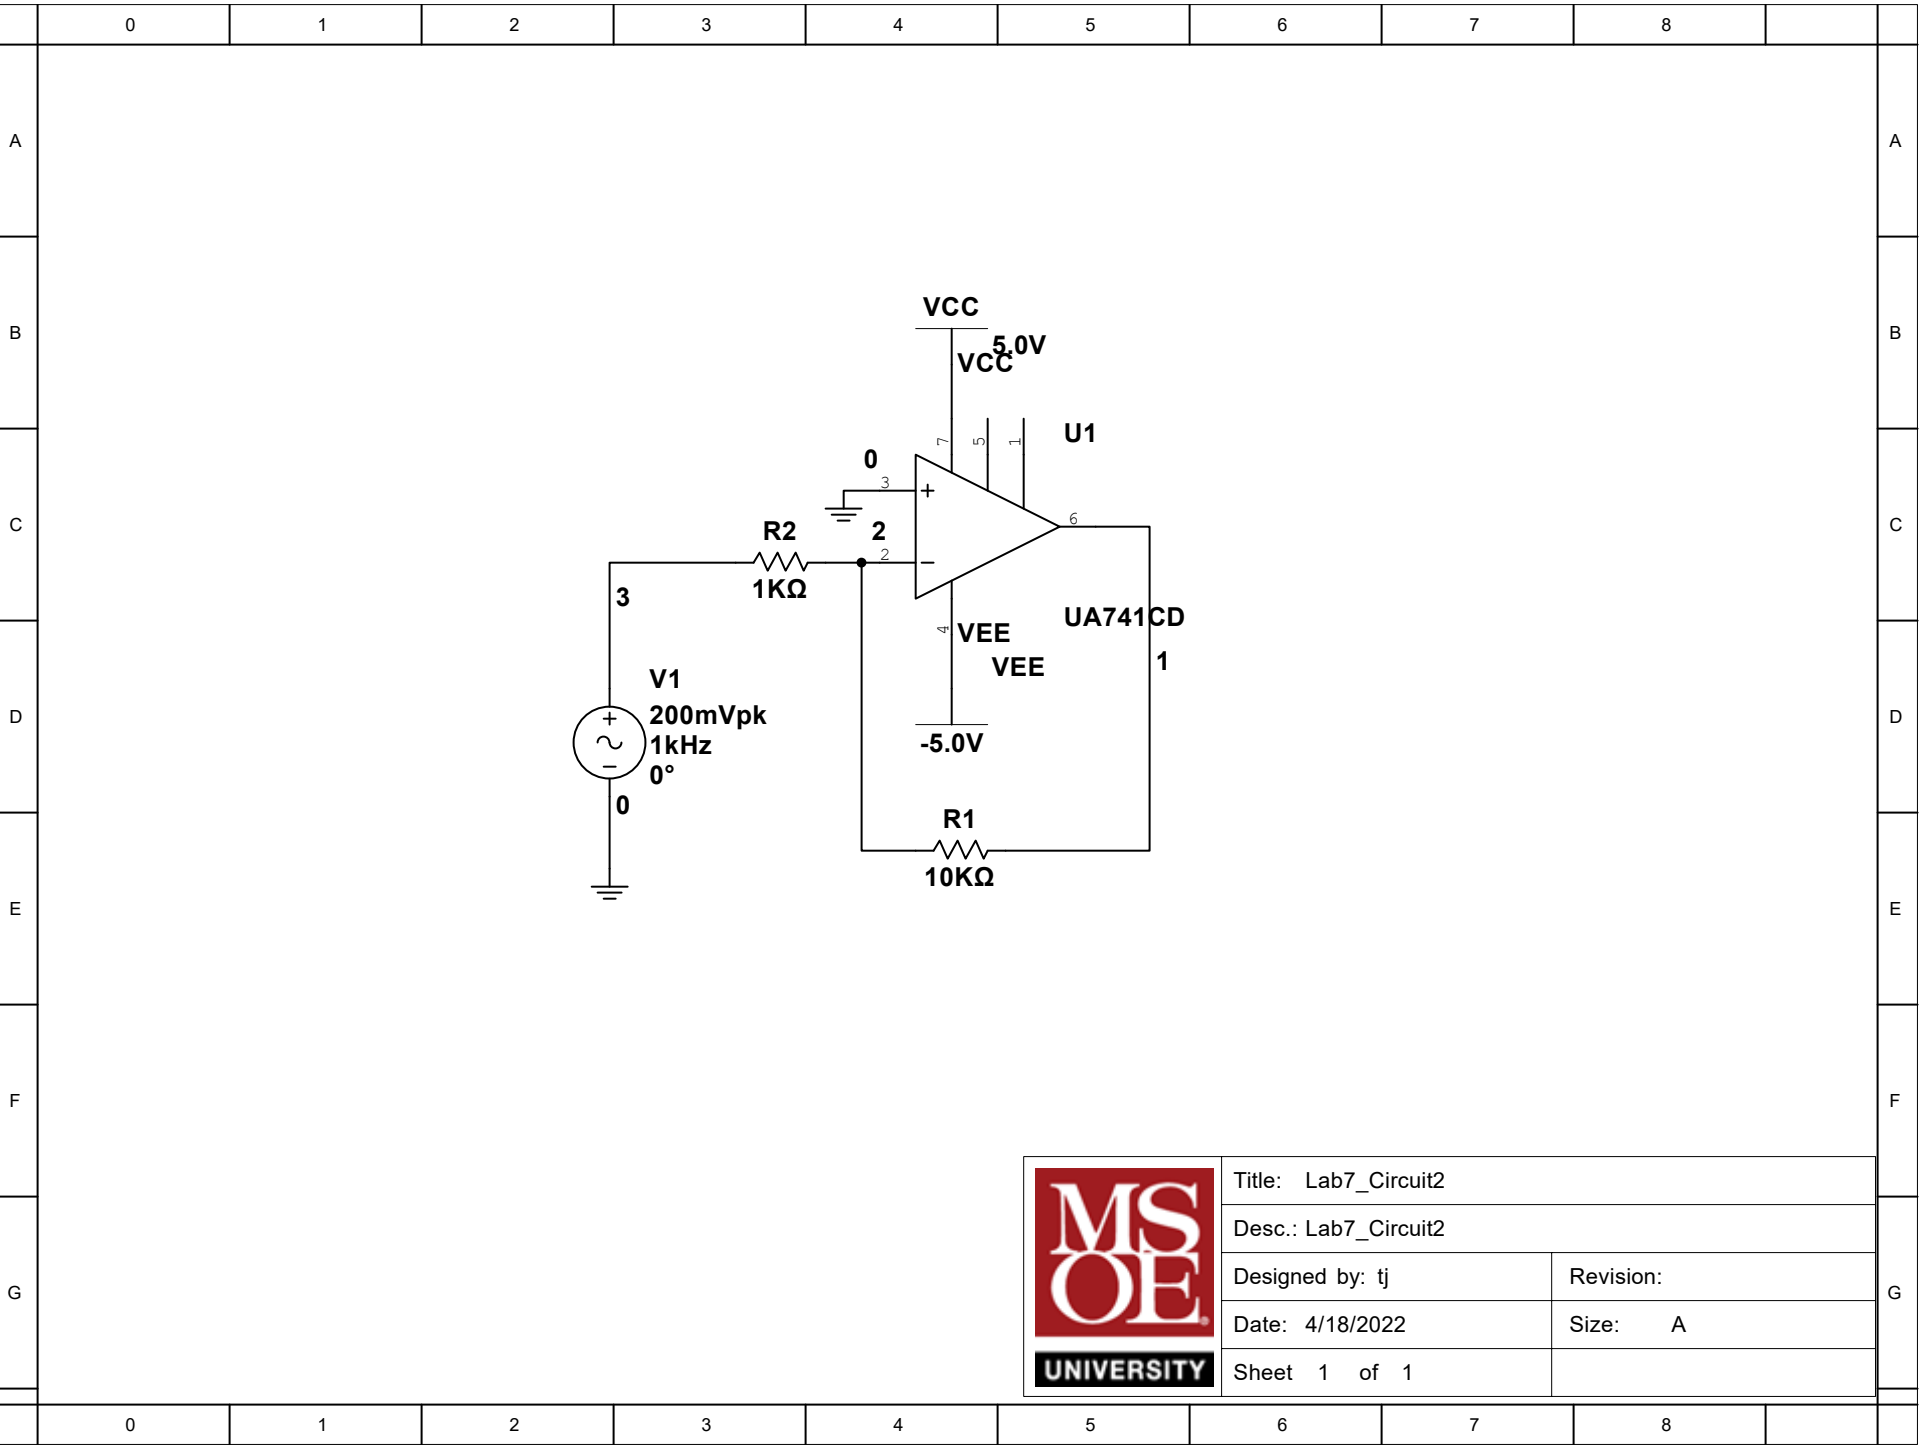 0 1 2 3 4 5 6 7 8
A A
B B
C C
D D
E E
F F
G G
VCC
5.0V
VCC
7 5 1
U1
0
3
+
R2
2
2
−
1KΩ
6
3
UA741CD
4
VEE
VEE
1
V1
+
200mVpk
1kHz
−
0°
-5.0V
0
R1
10KΩ
MS
OE®
UNIVERSITY
Title: Lab7_Circuit2
Desc.: Lab7_Circuit2
Designed by: tj Revision:
Date: 4/18/2022 Size: A
Sheet 1 of 1
0 1 2 3 4 5 6 7 8